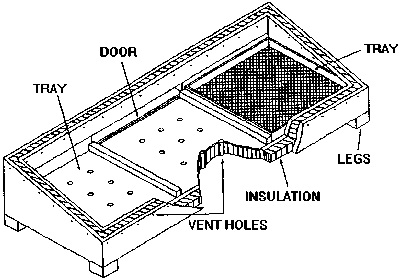 TRAY
DOOR
TRAY
LEGS
INSULATION
VENT HOLES